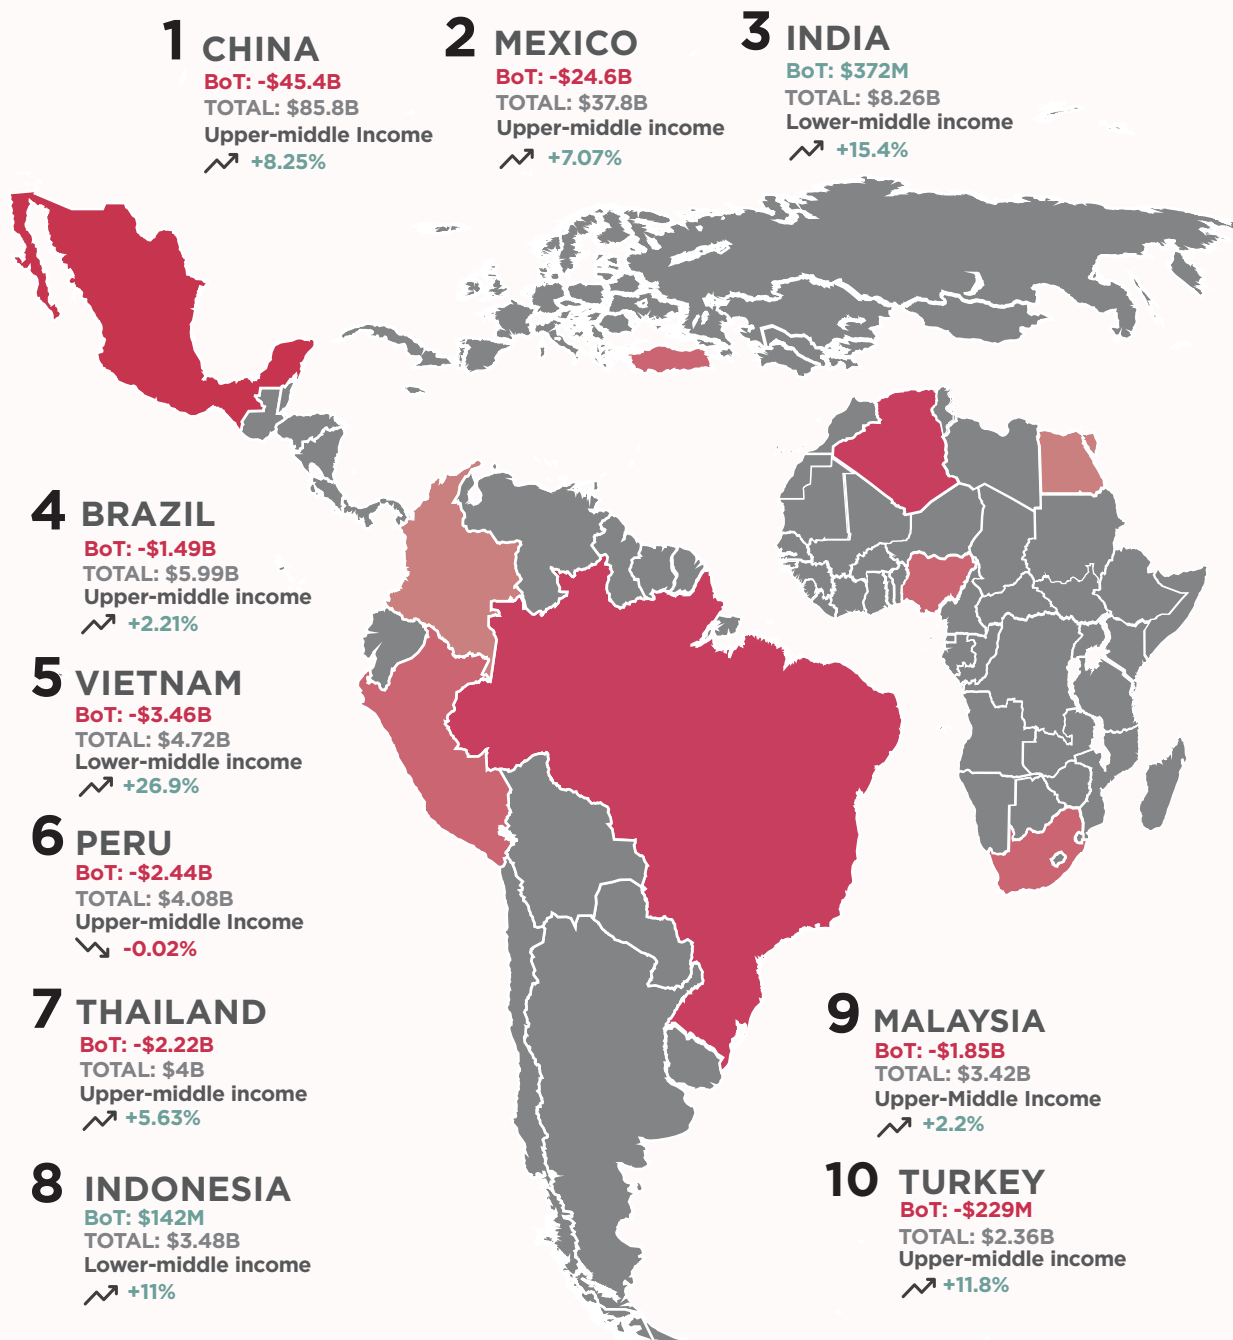 1 CHINA
BoT: -$45.4B
TOTAL: $85.8B
Upper-middle Income
+8.25%
2 MEXICO
BoT: -$24.6B
TOTAL: $37.8B
Upper-middle income
+7.07%
3 INDIA
BoT: $372M
TOTAL: $8.26B
Lower-middle income
+15.4%
4 BRAZIL
BoT: -$1.49B
TOTAL: $5.99B
Upper-middle income
+2.21%
5 VIETNAM
BoT: -$3.46B
TOTAL: $4.72B
Lower-middle income
+26.9%
6 PERU
BoT: -$2.44B
TOTAL: $4.08B
Upper-middle Income
-0.02%
7 THAILAND
BoT: -$2.22B
TOTAL: $4B
Upper-middle income
+5.63%
8 INDONESIA
BoT: $142M
TOTAL: $3.48B
Lower-middle income
+11%
9 MALAYSIA
BoT: -$1.85B
TOTAL: $3.42B
Upper-Middle Income
+2.2%
10 TURKEY
BoT: -$229M
TOTAL: $2.36B
Upper-middle income
+11.8%